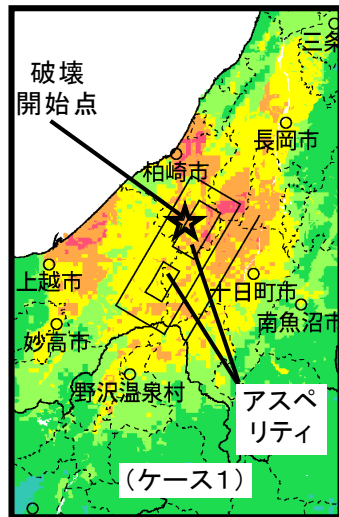 三条
破壊
開始点
長岡市
柏崎市
上越市
十日町市
南魚沼市
妙高市
野沢温泉村
アスペ
リティ
(ケース1)